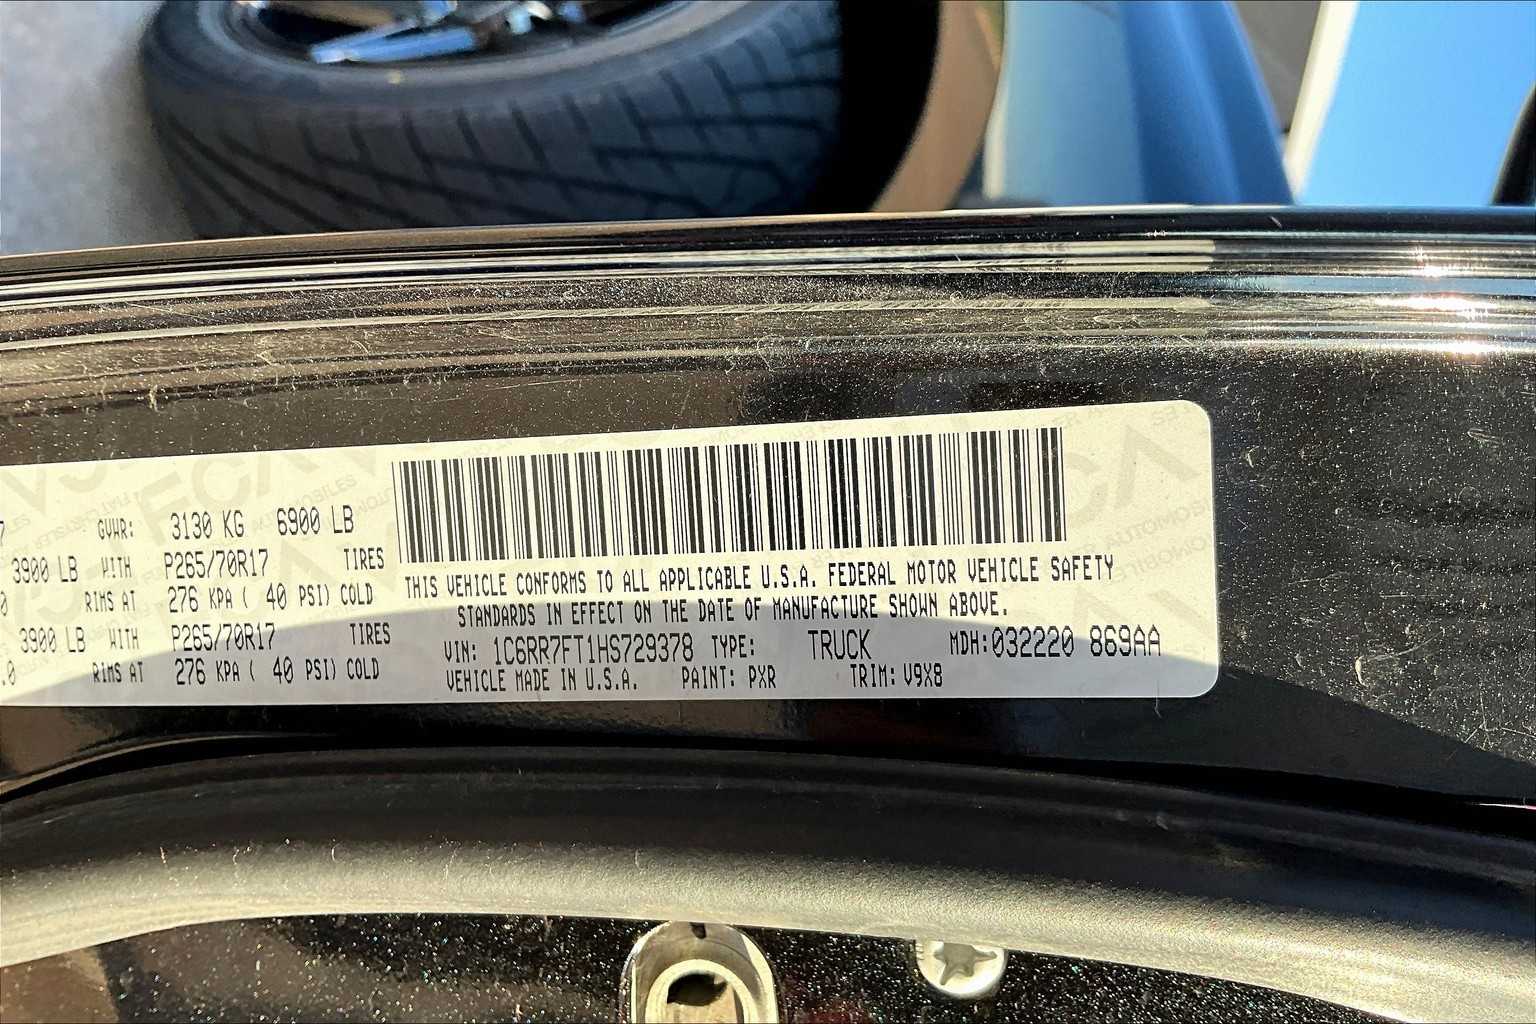 7 GVWR: 3130 KG 6900 LB
3900 LB WITH P265/70R17 TIRES
0 RIMS AT 276 KPA ( 40 PSI) COLD
3900 LB WITH P265/70R17 TIRES
.0 RIMS AT 276 KPA ( 40 PSI) COLD
THIS VEHICLE CONFORMS TO ALL APPLICABLE U.S.A. FEDERAL MOTOR VEHICLE SAFETY
STANDARDS IN EFFECT ON THE DATE OF MANUFACTURE SHOWN ABOVE.
VIN: 1C6RR7FT1HS729378 TYPE: TRUCK MDH:032220 869AA
VEHICLE MADE IN U.S.A. PAINT: PXR TRIM: V9X8